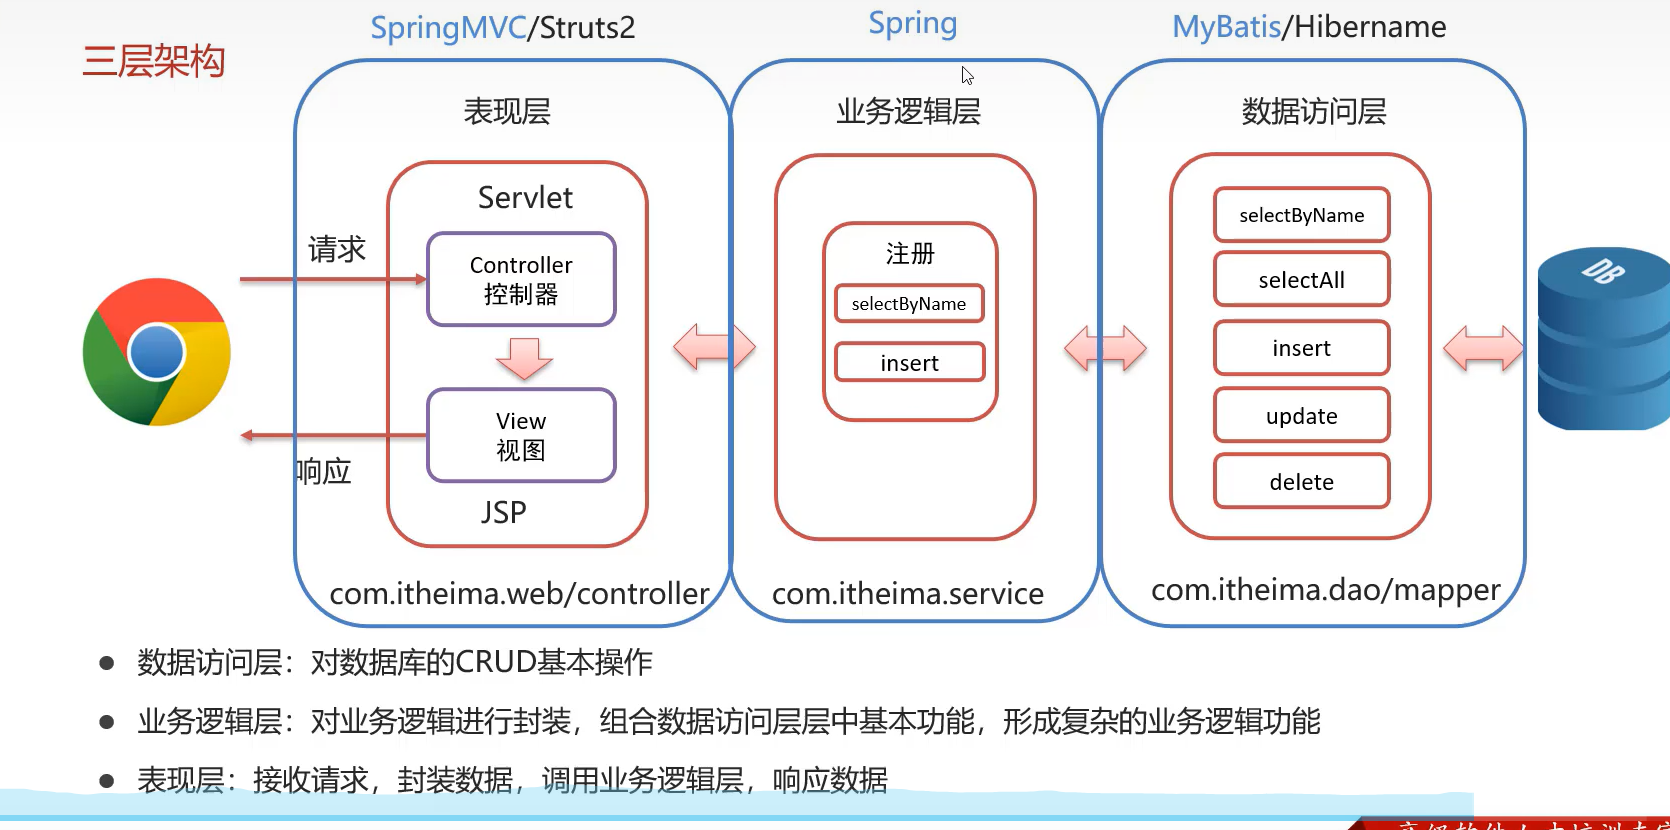 三层架构
SpringMVC/Struts2
Spring
MyBatis/Hibername
表现层
业务逻辑层
数据访问层
请求
响应
Servlet
Controller
控制器
View
视图
JSP
注册
selectByName
insert
selectByName
selectAll
insert
update
delete
DB
com.itheima.web/controller
com.itheima.service
com.itheima.dao/mapper
● 数据访问层：对数据库的CRUD基本操作
● 业务逻辑层：对业务逻辑进行封装，组合数据访问层层中基本功能，形成复杂的业务逻辑功能
● 表现层：接收请求，封装数据，调用业务逻辑层，响应数据